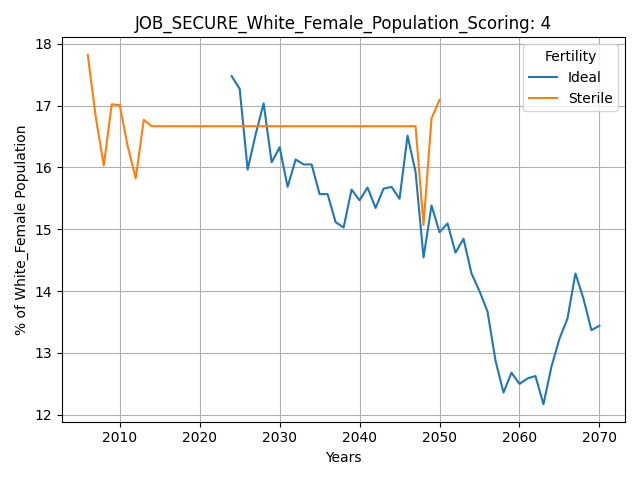 JOB_SECURE_White_Female_Population_Scoring: 4
% of White_Female Population
18
17
16
15
14
13
12
Fertility
Ideal
Sterile
2010 2020 2030 2040 2050 2060 2070
Years